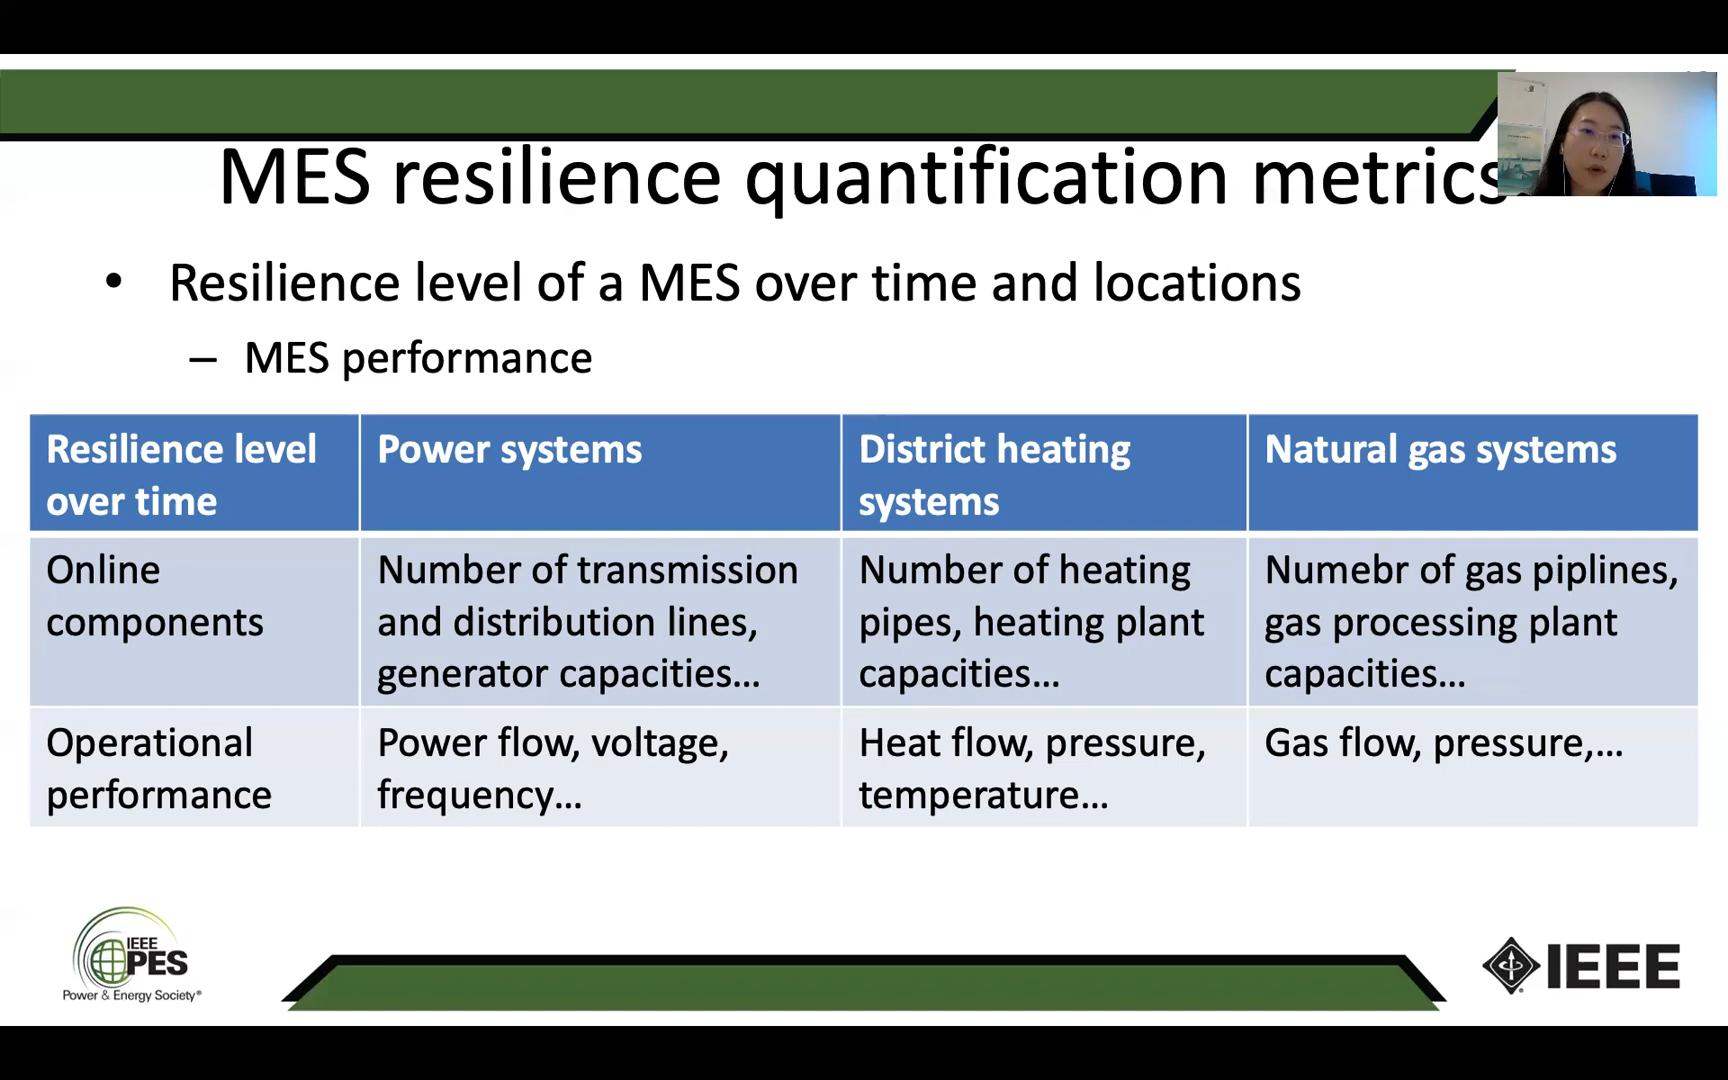 MES resilience quantification metrics
• Resilience level of a MES over time and locations
– MES performance
Resilience level
over time
Power systems
District heating
systems
Natural gas systems
Online
components
Number of transmission
and distribution lines,
generator capacities...
Number of heating
pipes, heating plant
capacities...
Numebr of gas piplines,
gas processing plant
capacities...
Operational
performance
Power flow, voltage,
frequency...
Heat flow, pressure,
temperature...
Gas flow, pressure,...
IEEE
PES
Power & Energy Society®
IEEE